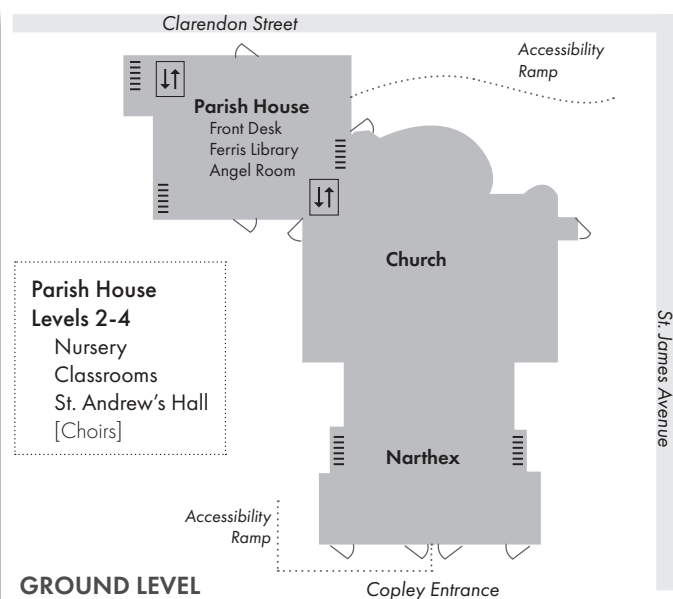 Clarendon Street
Accessibility
Ramp
Parish House
Front Desk
Ferris Library
Angel Room
Church
Parish House
Levels 2-4
Nursery
Classrooms
St. Andrew's Hall
[Choirs]
St. James Avenue
Narthex
Accessibility
Ramp
GROUND LEVEL
Copley Entrance